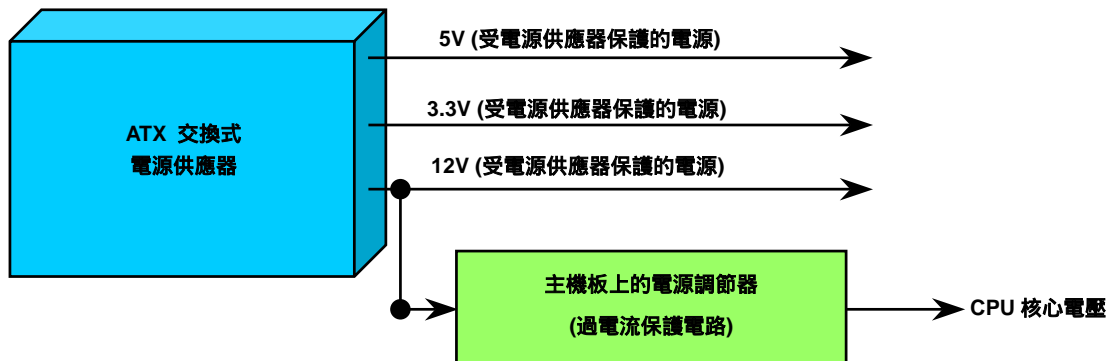 5V (受電源供應器保護的電源)
3.3V (受電源供應器保護的電源)
ATX 交換式
電源供應器
12V (受電源供應器保護的電源)
主機板上的電源調節器
(過電流保護電路)
CPU 核心電壓